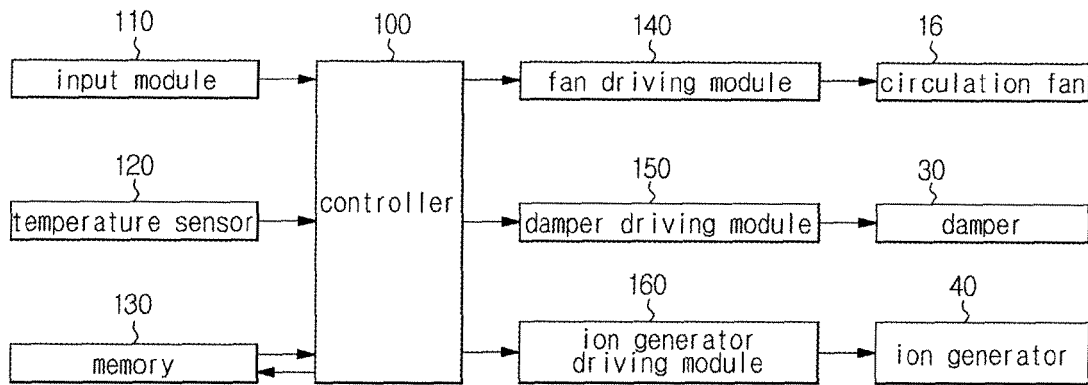 110
100
140
16
input module
fan driving module
circulation fan
120
150
30
controller
temperature sensor
damper driving module
damper
130
160
40
memory
ion generator
driving module
ion generator